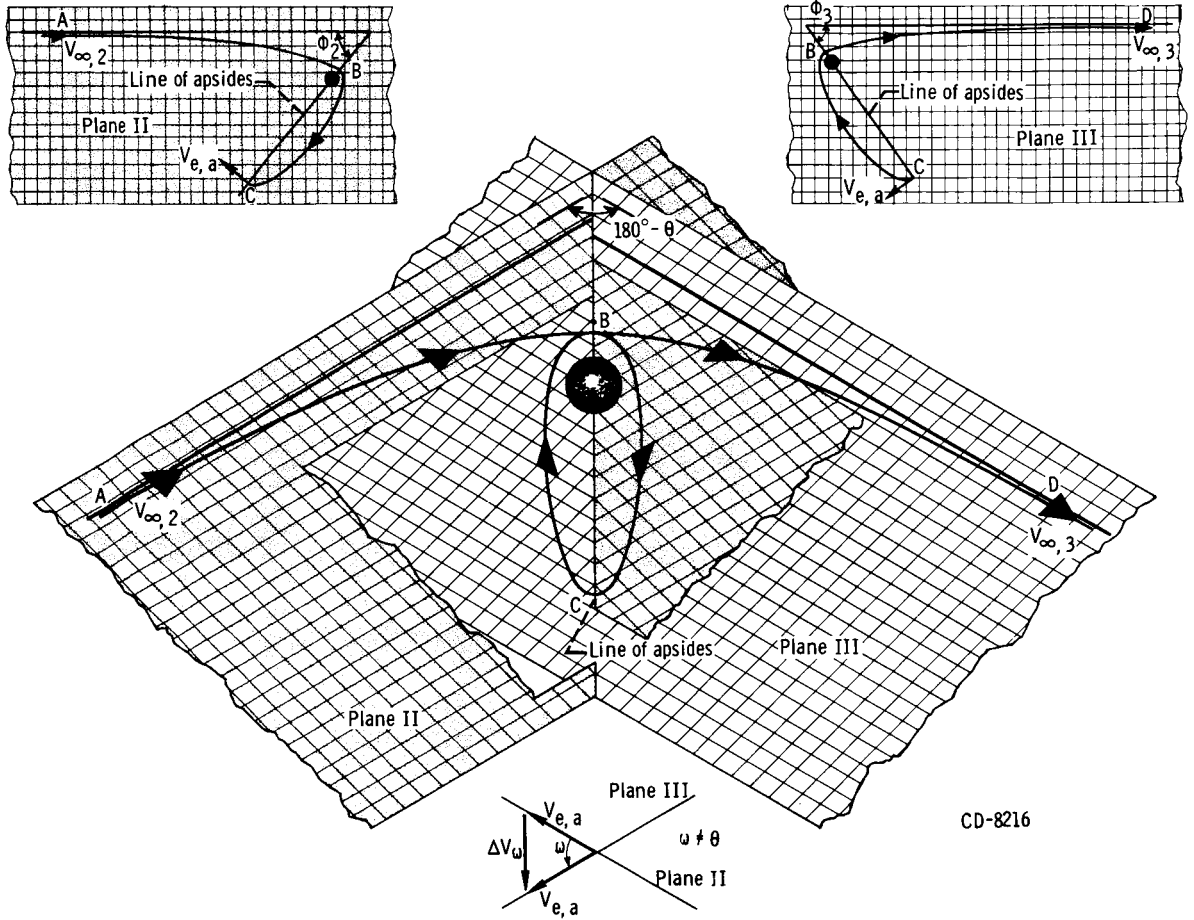 A
V∞, 2
Φ2
B
Line of apsides
Plane II
Ve, a
C
Φ3
D
V∞, 3
B
Line of apsides
Plane III
C
Ve, a
180° - θ
B
A
V∞, 2
D
V∞, 3
C
Line of apsides
Plane III
Plane II
Plane III
Ve, a
ΔVω
ω
ω ≠ θ
Plane II
Ve, a
CD-8216